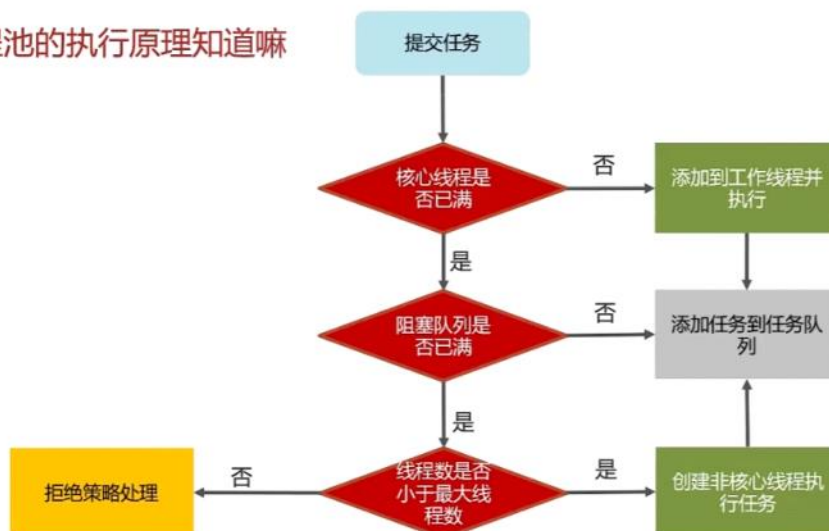 池的执行原理知道嘛
提交任务
核心线程是
否已满
否
添加到工作线程并
执行
是
阻塞队列是
否已满
否
添加任务到任务队
列
是
线程数是否
小于最大线
程数
否
拒绝策略处理
是
创建非核心线程执
行任务